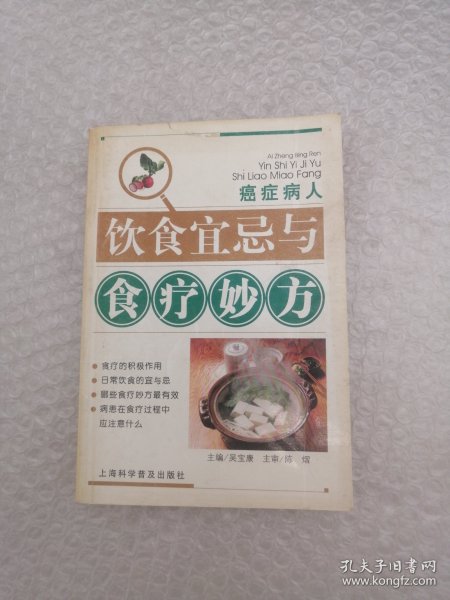 Ai Zheng Bing Ren
Yin Shi Yi Ji Yu
Shi Liao Miao Fang
癌症病人
饮食宜忌与
食疗妙方
食疗的积极作用
日常饮食的宜与忌
哪些食疗妙方最有效
病患在食疗过程中
应注意什么
主编/吴宝康 主审/陈 熠
上海科学普及出版社
孔夫子旧书网
www.kongfz.com